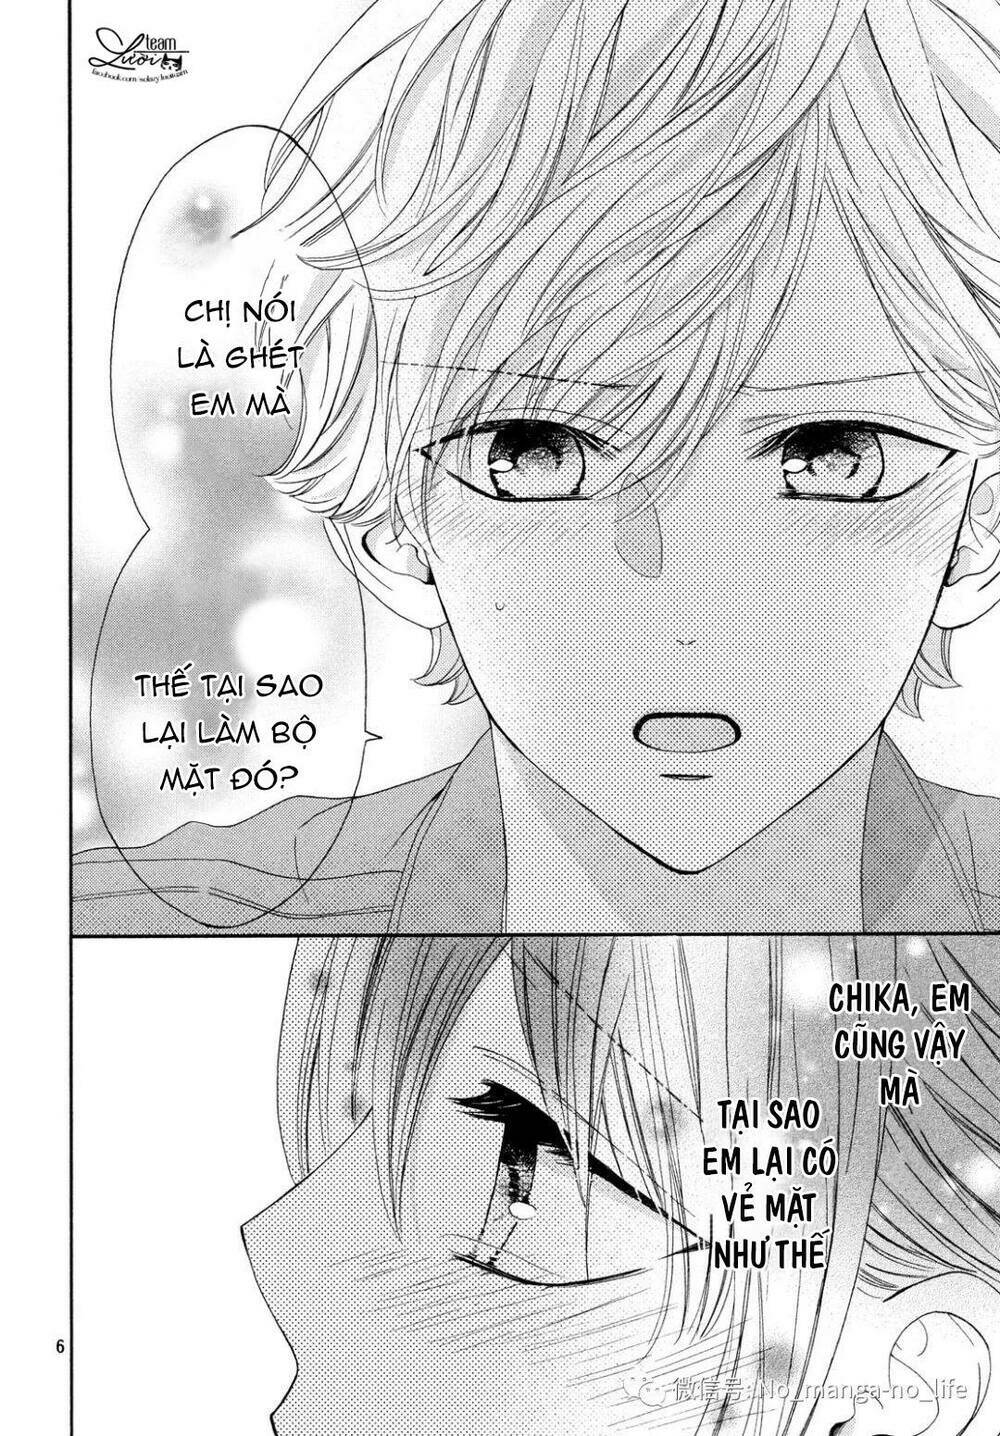 team
Lười
facebook.com/solazy.luoiteam
CHỊ NÓI
LÀ GHÉT
EM MÀ
THẾ TẠI SAO
LẠI LÀM BỘ
MẶT ĐÓ?
CHIKA, EM
CŨNG VẬY
MÀ
TẠI SAO
EM LẠI CÓ
VẺ MẶT
NHƯ THẾ
6
微信号:No_manga-no_life